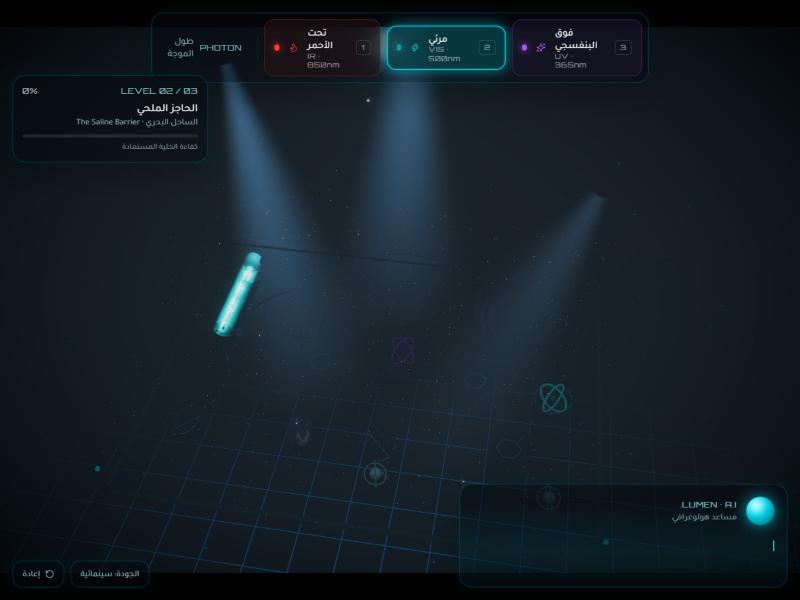 طول الموجة
PHOTON
تحت الأحمر
IR · 850nm
1
مرئي
VIS · 500nm
2
فوق البنفسجي
UV · 365nm
3
LEVEL 02 / 03
0%
الحاجز الملحي
الساحل البحري · The Saline Barrier
كفاءة الخلية المستعادة
LUMEN · A.I.
مساعد هولوغرافي
إعادة
الجودة: سينمائية